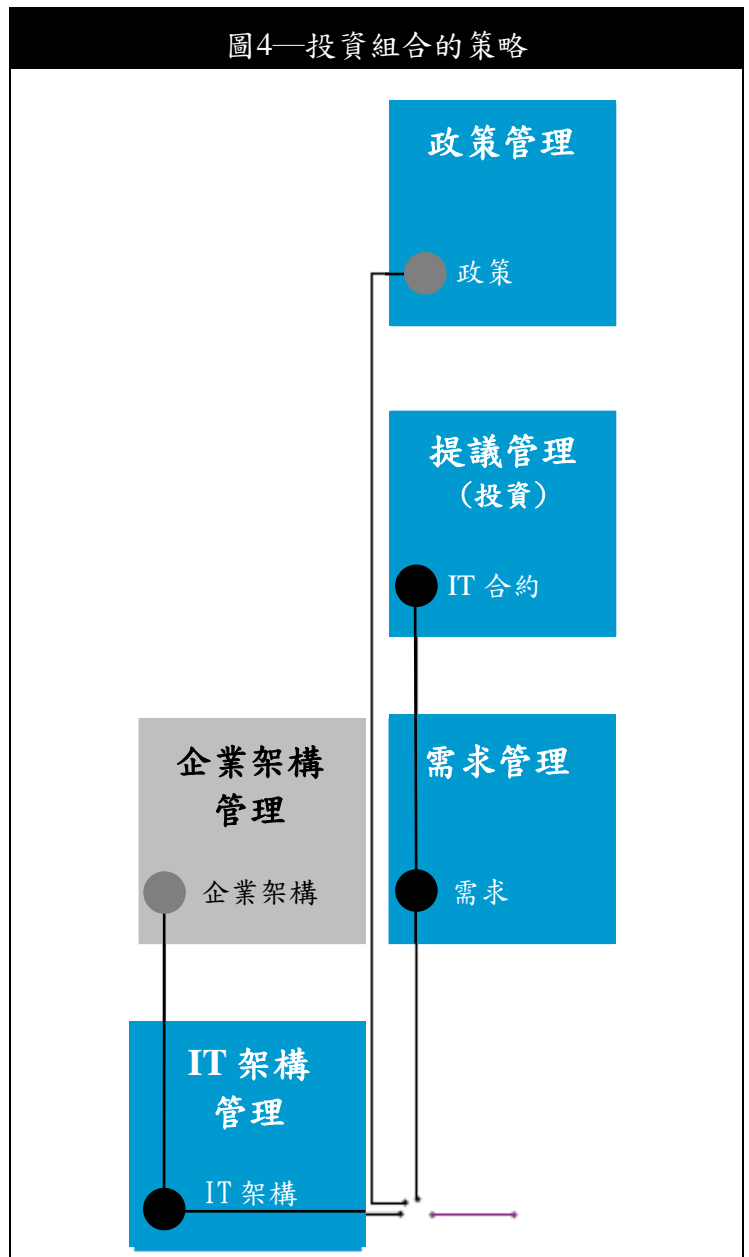 圖4—投資組合的策略
政策管理
政策
提議管理
（投資）
IT 合約
企業架構
管理
企業架構
需求管理
需求
IT 架構
管理
IT 架構